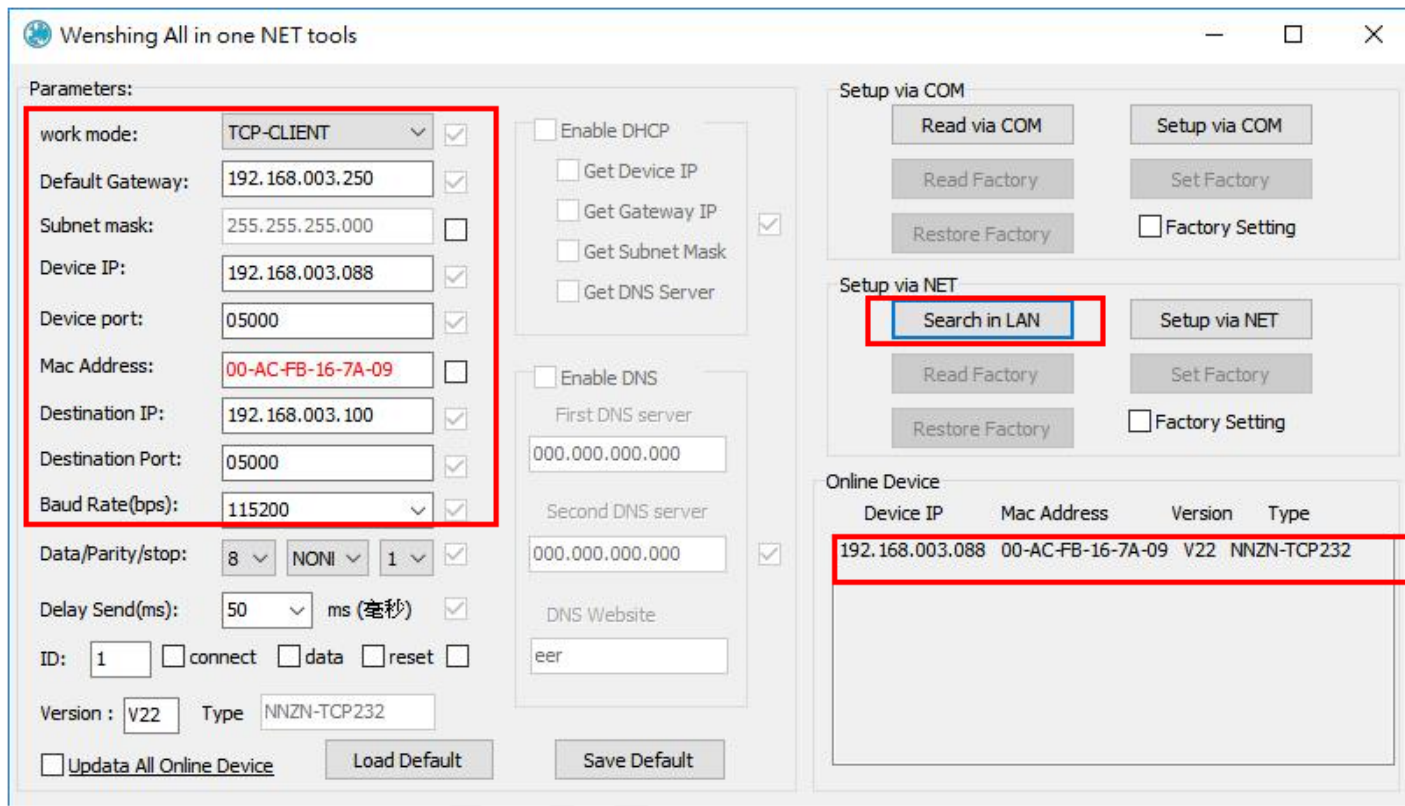 Wenshing All in one NET tools
Parameters:
work mode: TCP-CLIENT
Default Gateway: 192.168.003.250
Subnet mask: 255.255.255.000
Device IP: 192.168.003.088
Device port: 05000
Mac Address: 00-AC-FB-16-7A-09
Destination IP: 192.168.003.100
Destination Port: 05000
Baud Rate(bps): 115200
Data/Parity/stop: 8 NONI 1
Delay Send(ms): 50 ms (毫秒)
ID: 1 connect data reset
Version : V22 Type NNZN-TCP232
Updata All Online Device Load Default Save Default
Enable DHCP
Get Device IP
Get Gateway IP
Get Subnet Mask
Get DNS Server
Enable DNS
First DNS server
000.000.000.000
Second DNS server
000.000.000.000
DNS Website
eer
Setup via COM
Read via COM Setup via COM
Read Factory Set Factory
Restore Factory Factory Setting
Setup via NET
Search in LAN Setup via NET
Read Factory Set Factory
Restore Factory Factory Setting
Online Device
Device IP Mac Address Version Type
192.168.003.088 00-AC-FB-16-7A-09 V22 NNZN-TCP232